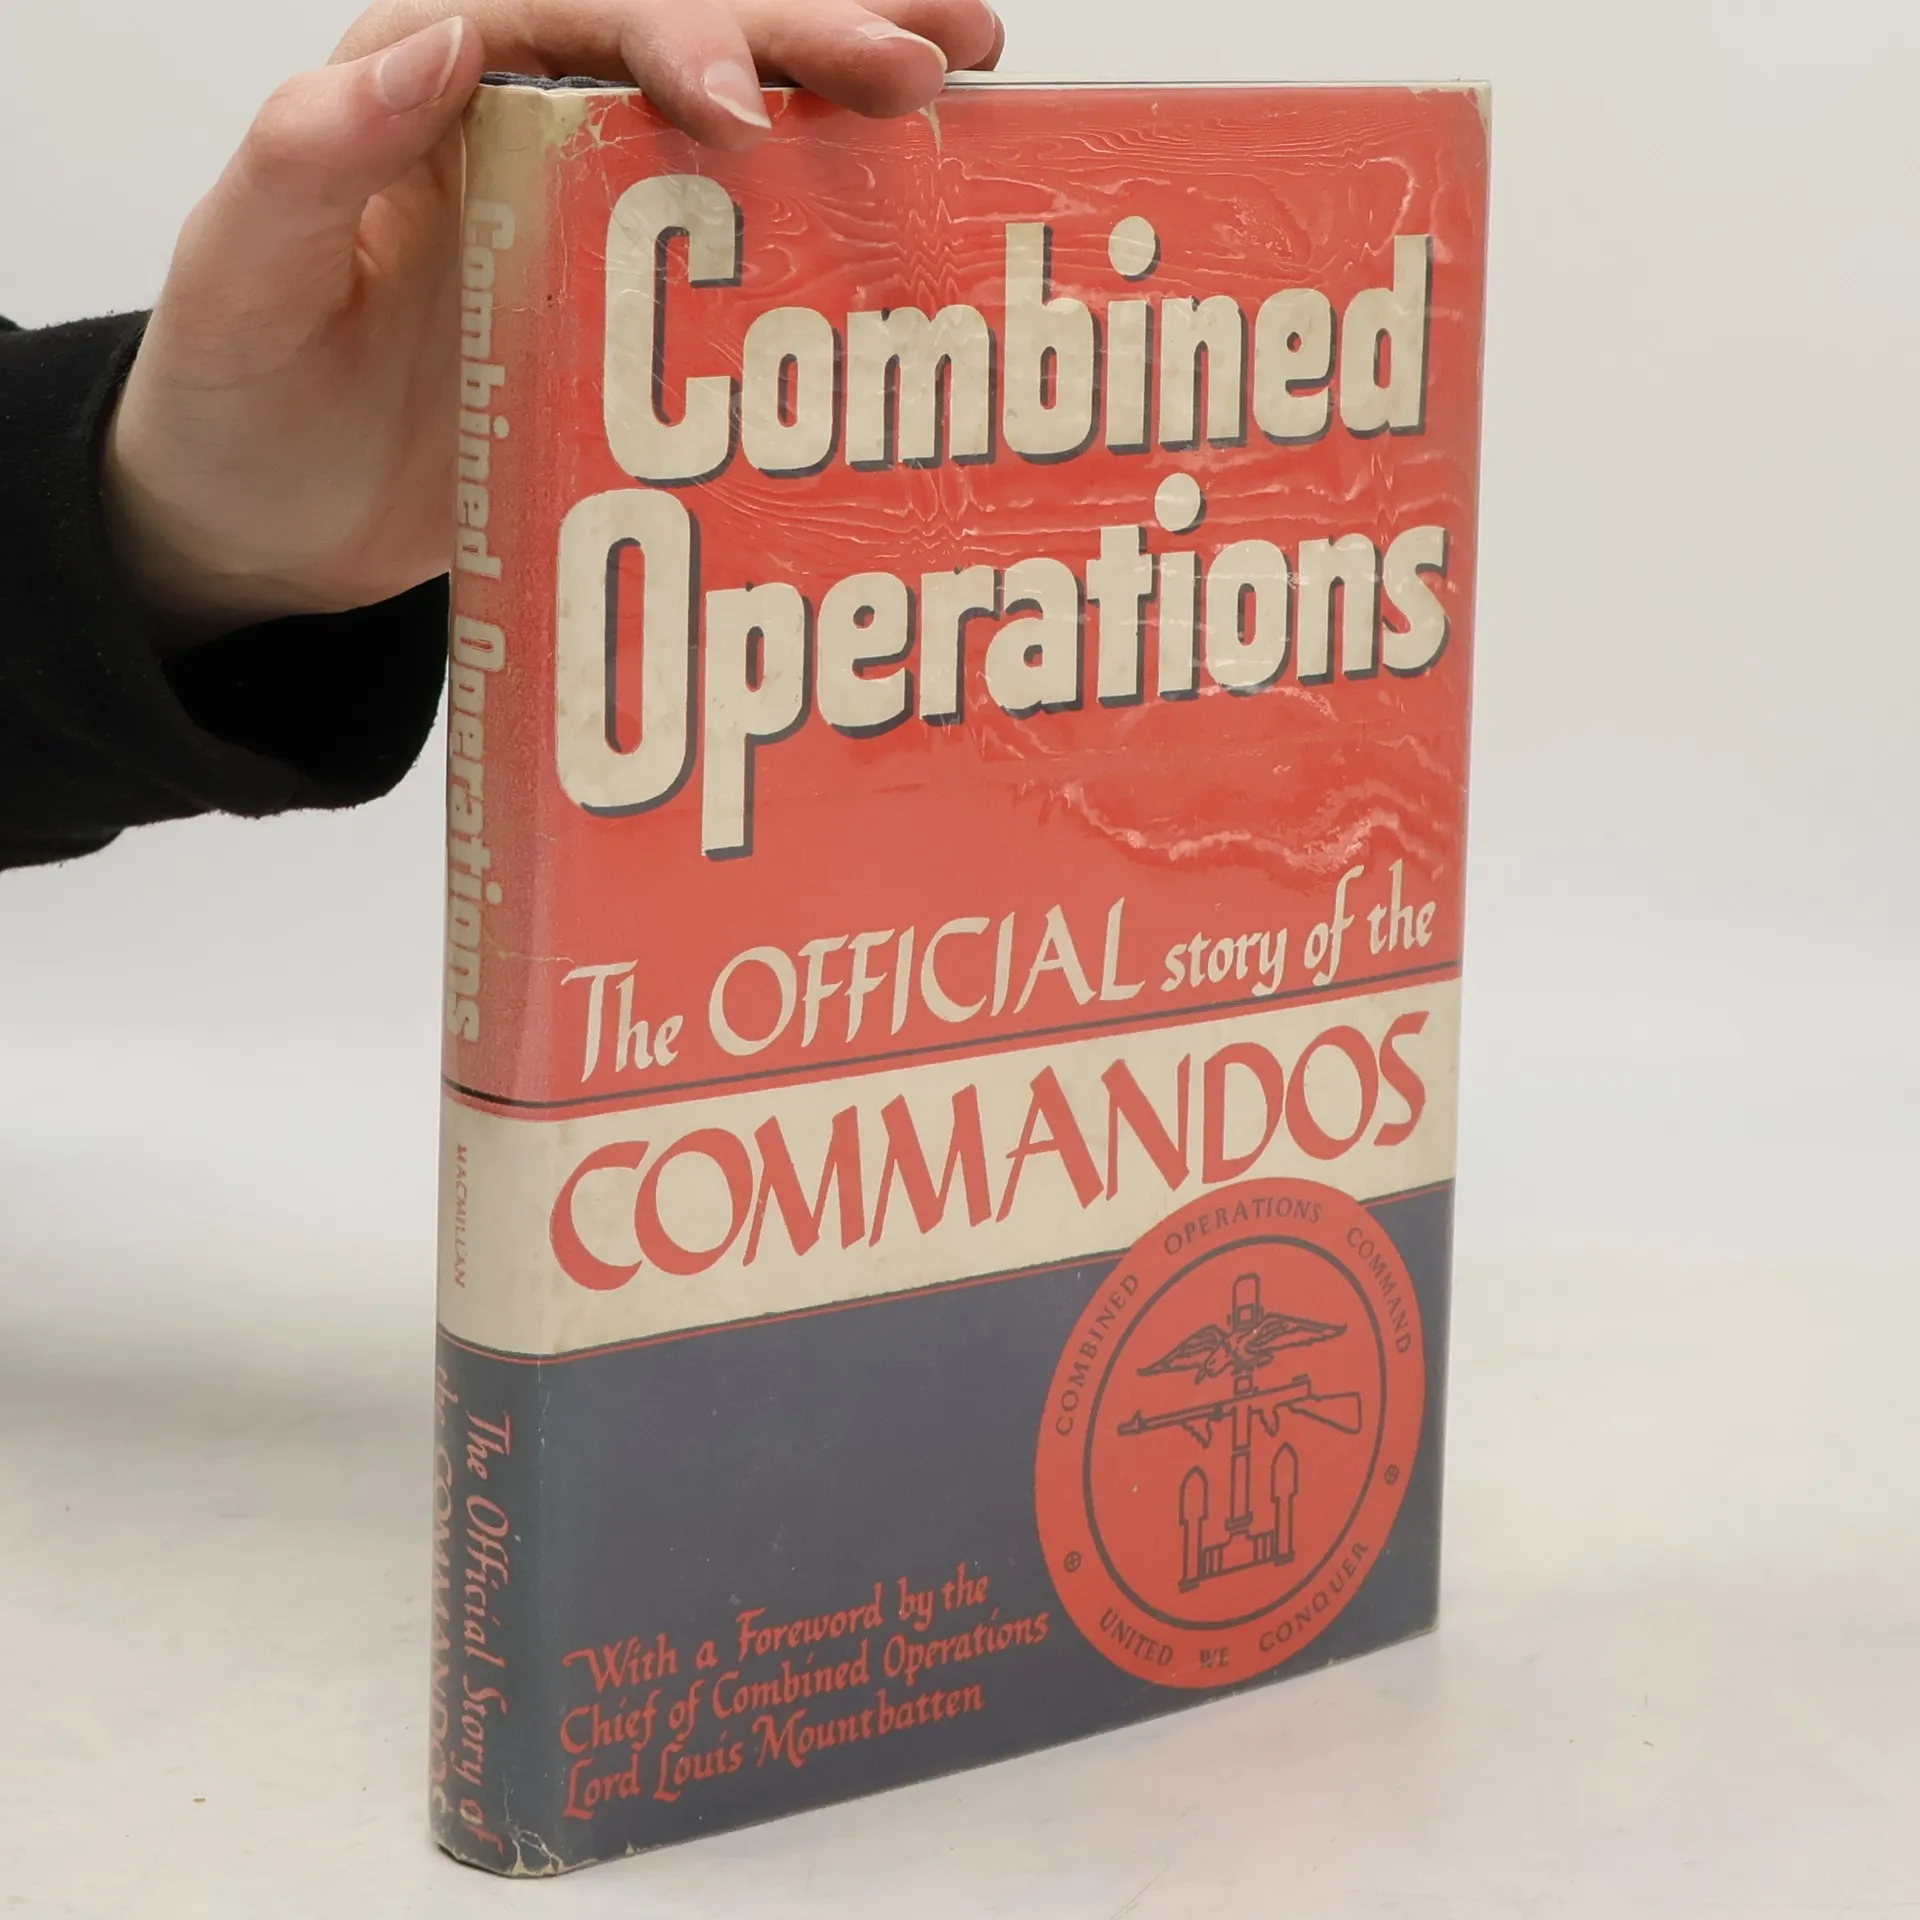 Combined
Operations
The OFFICIAL story of the
COMMANDOS
COMBINED OPERATIONS COMMAND
UNITED WE CONQUER
With a Foreword by the
Chief of Combined Operations
Lord Louis Mountbatten
Combined Operations
MACMILLAN
The Official Story of
the COMMANDOS